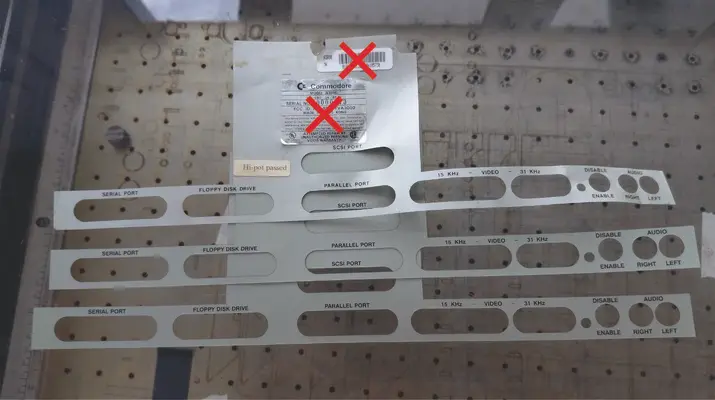 Commodore
SERIAL NO
Hi-pot passed
SCSI PORT
SERIAL PORT
FLOPPY DISK DRIVE
PARALLEL PORT
15 KHz - VIDEO - 31 KHz
DISABLE
AUDIO
ENABLE
RIGHT
LEFT
SCSI PORT
SERIAL PORT
FLOPPY DISK DRIVE
PARALLEL PORT
15 KHz - VIDEO - 31 KHz
DISABLE
AUDIO
ENABLE
RIGHT
LEFT
SCSI PORT
SERIAL PORT
FLOPPY DISK DRIVE
PARALLEL PORT
15 KHz - VIDEO - 31 KHz
DISABLE
AUDIO
ENABLE
RIGHT
LEFT